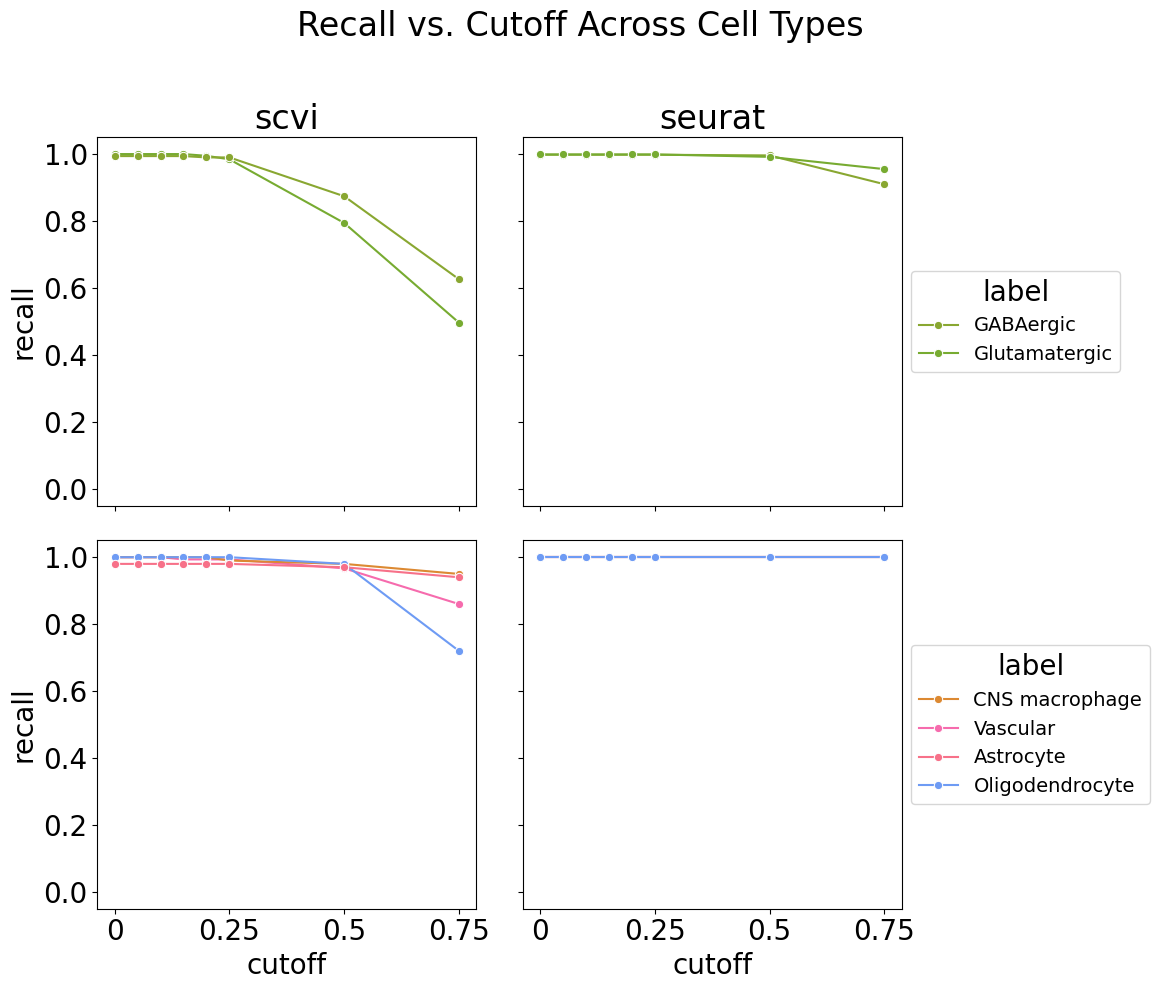 Recall vs. Cutoff Across Cell Types
scvi
seurat
1.0
0.8
0.6
0.4
0.2
0.0
recall
label
GABAergic
Glutamatergic
1.0
0.8
0.6
0.4
0.2
0.0
recall
label
CNS macrophage
Vascular
Astrocyte
Oligodendrocyte
0 0.25 0.5 0.75
cutoff
0 0.25 0.5 0.75
cutoff